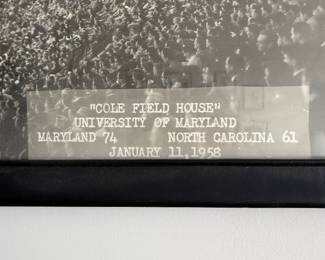 "COLE FIELD HOUSE"
UNIVERSITY OF MARYLAND
MARYLAND 74 NORTH CAROLINA 61
JANUARY 11,1958